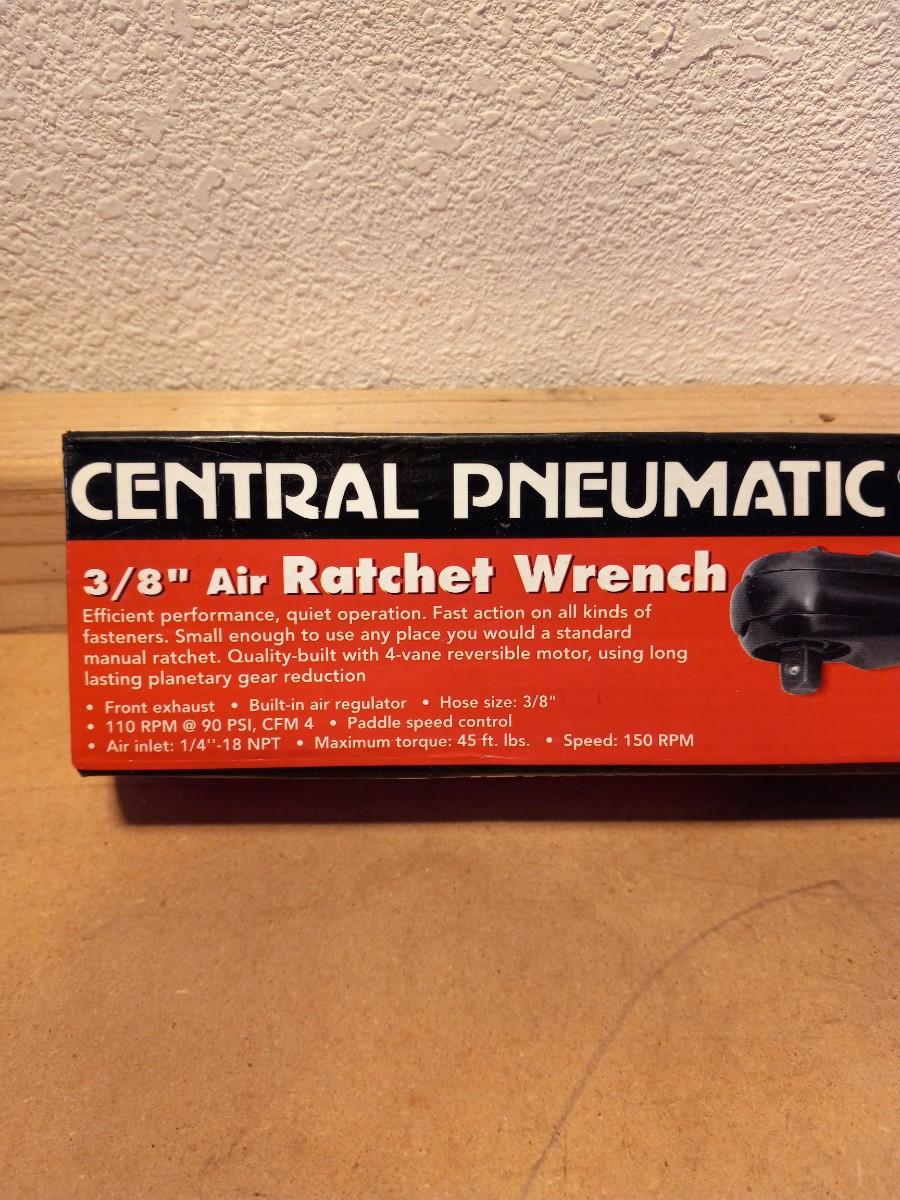 CENTRAL PNEUMATIC
3/8" Air Ratchet Wrench
Efficient performance, quiet operation. Fast action on all kinds of
fasteners. Small enough to use any place you would a standard
manual ratchet. Quality-built with 4-vane reversible motor, using long
lasting planetary gear reduction
• Front exhaust • Built-in air regulator • Hose size: 3/8"
• 110 RPM @ 90 PSI, CFM 4 • Paddle speed control
• Air inlet: 1/4''-18 NPT • Maximum torque: 45 ft. lbs. • Speed: 150 RPM